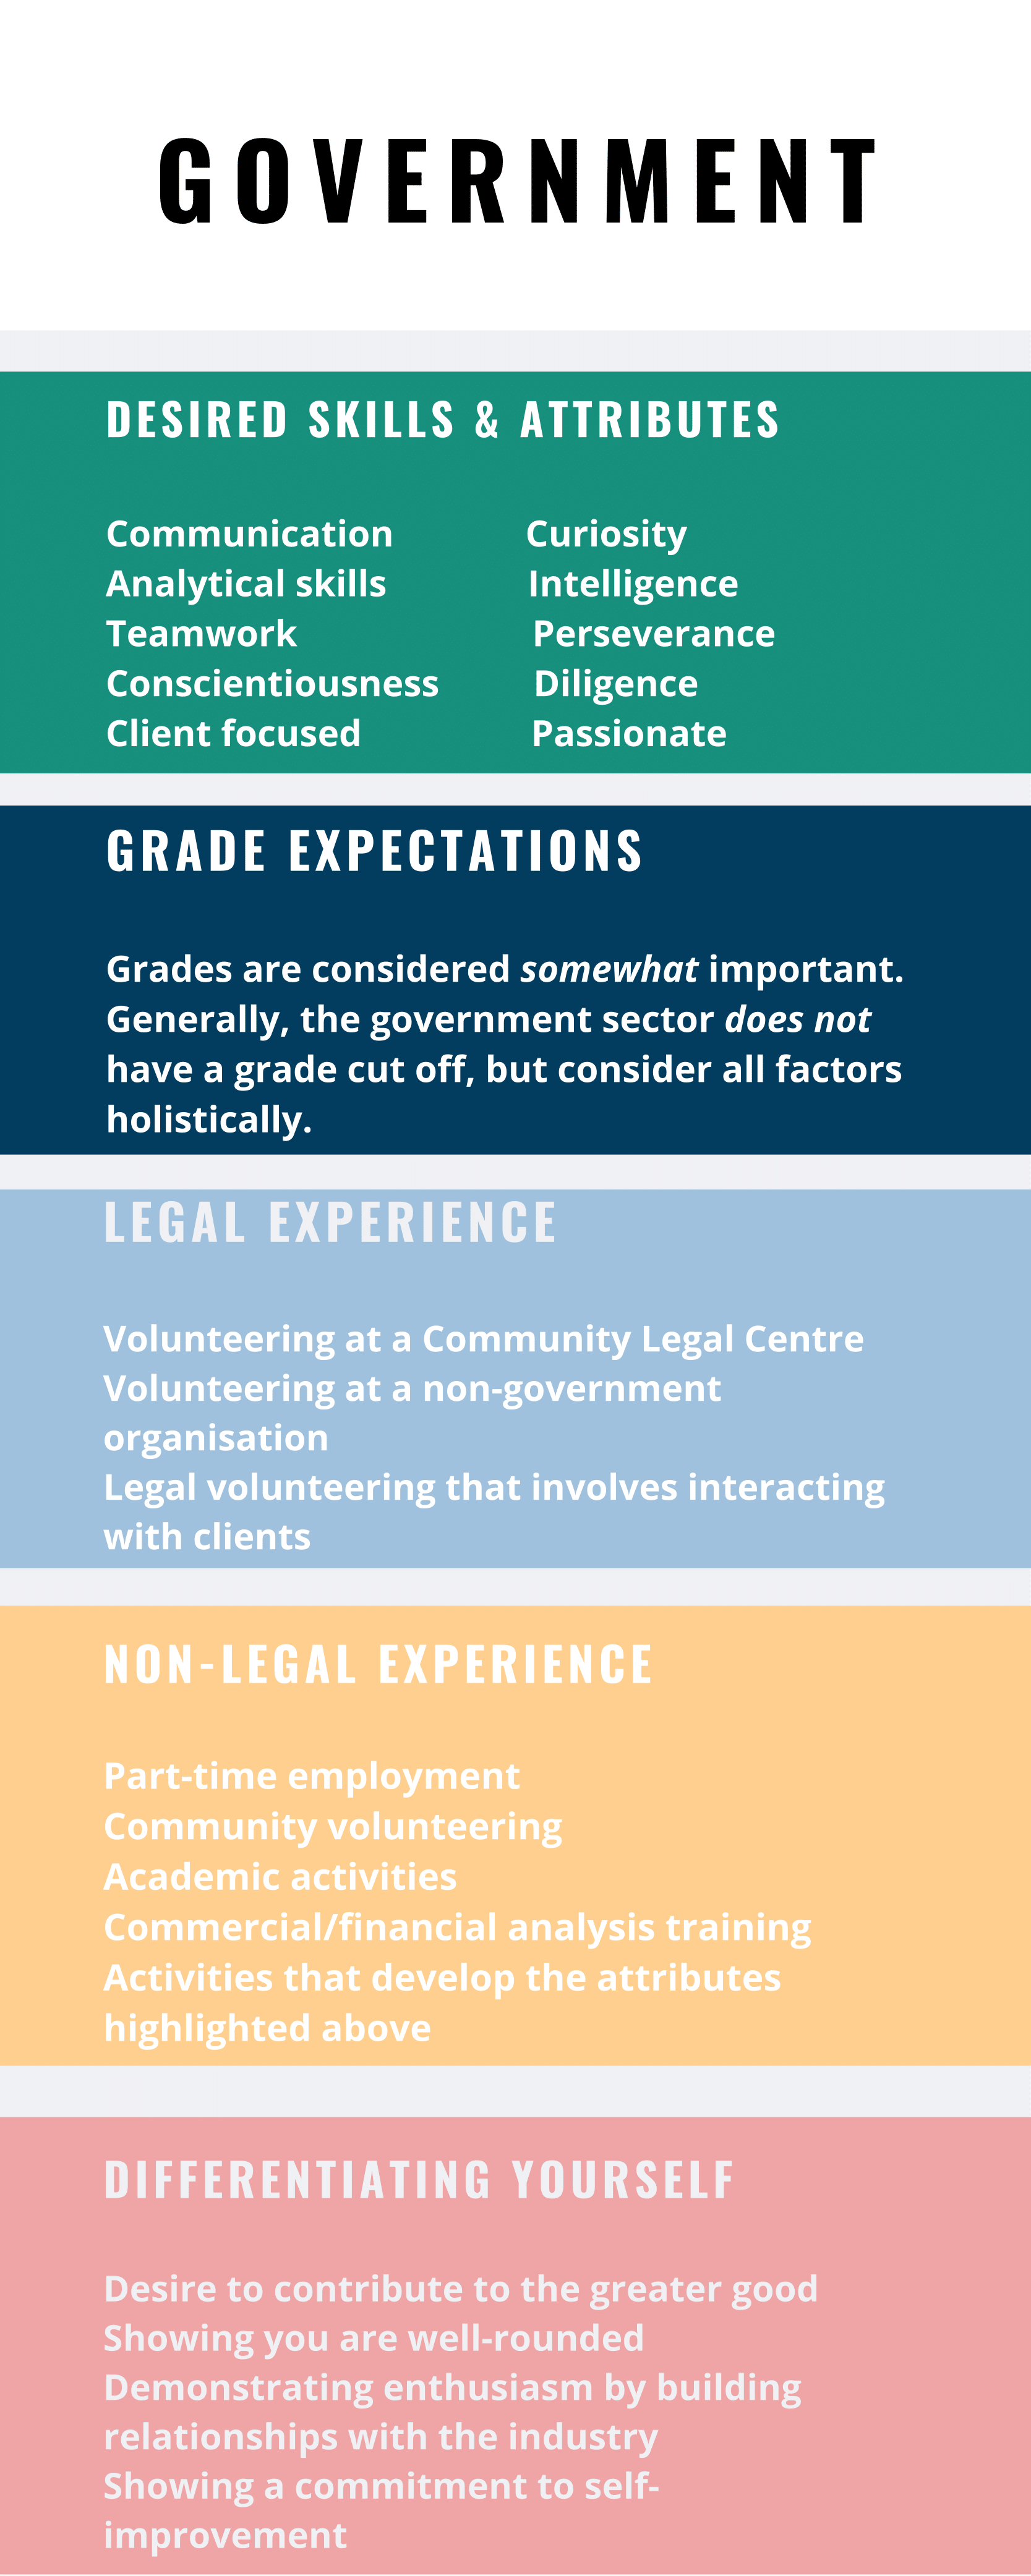 GOVERNMENT
DESIRED SKILLS & ATTRIBUTES
Communication Curiosity
Analytical skills Intelligence
Teamwork Perseverance
Conscientiousness Diligence
Client focused Passionate
GRADE EXPECTATIONS
Grades are considered somewhat important.
Generally, the government sector does not
have a grade cut off, but consider all factors
holistically.
LEGAL EXPERIENCE
Volunteering at a Community Legal Centre
Volunteering at a non-government
organisation
Legal volunteering that involves interacting
with clients
NON-LEGAL EXPERIENCE
Part-time employment
Community volunteering
Academic activities
Commercial/financial analysis training
Activities that develop the attributes
highlighted above
DIFFERENTIATING YOURSELF
Desire to contribute to the greater good
Showing you are well-rounded
Demonstrating enthusiasm by building
relationships with the industry
Showing a commitment to self-
improvement